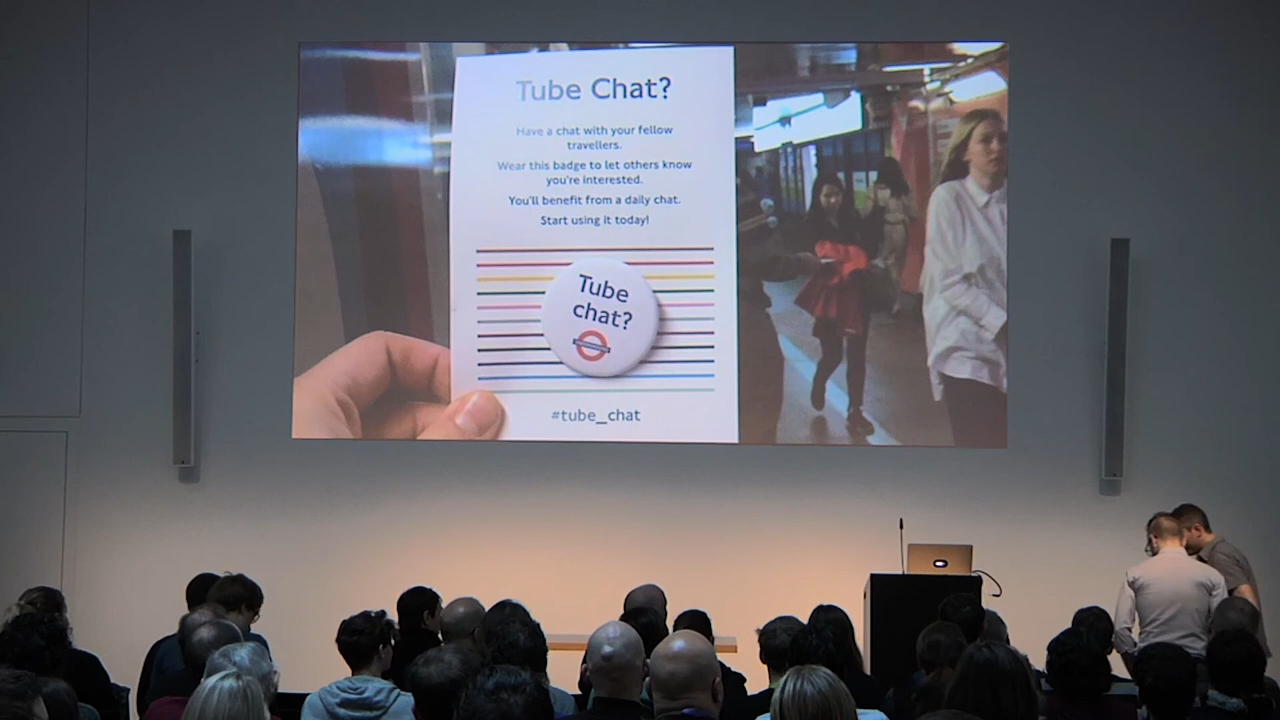 Tube Chat?
Have a chat with your fellow
travellers.
Wear this badge to let others know
you're interested.
You'll benefit from a daily chat.
Start using it today!
Tube
chat?
#tube_chat